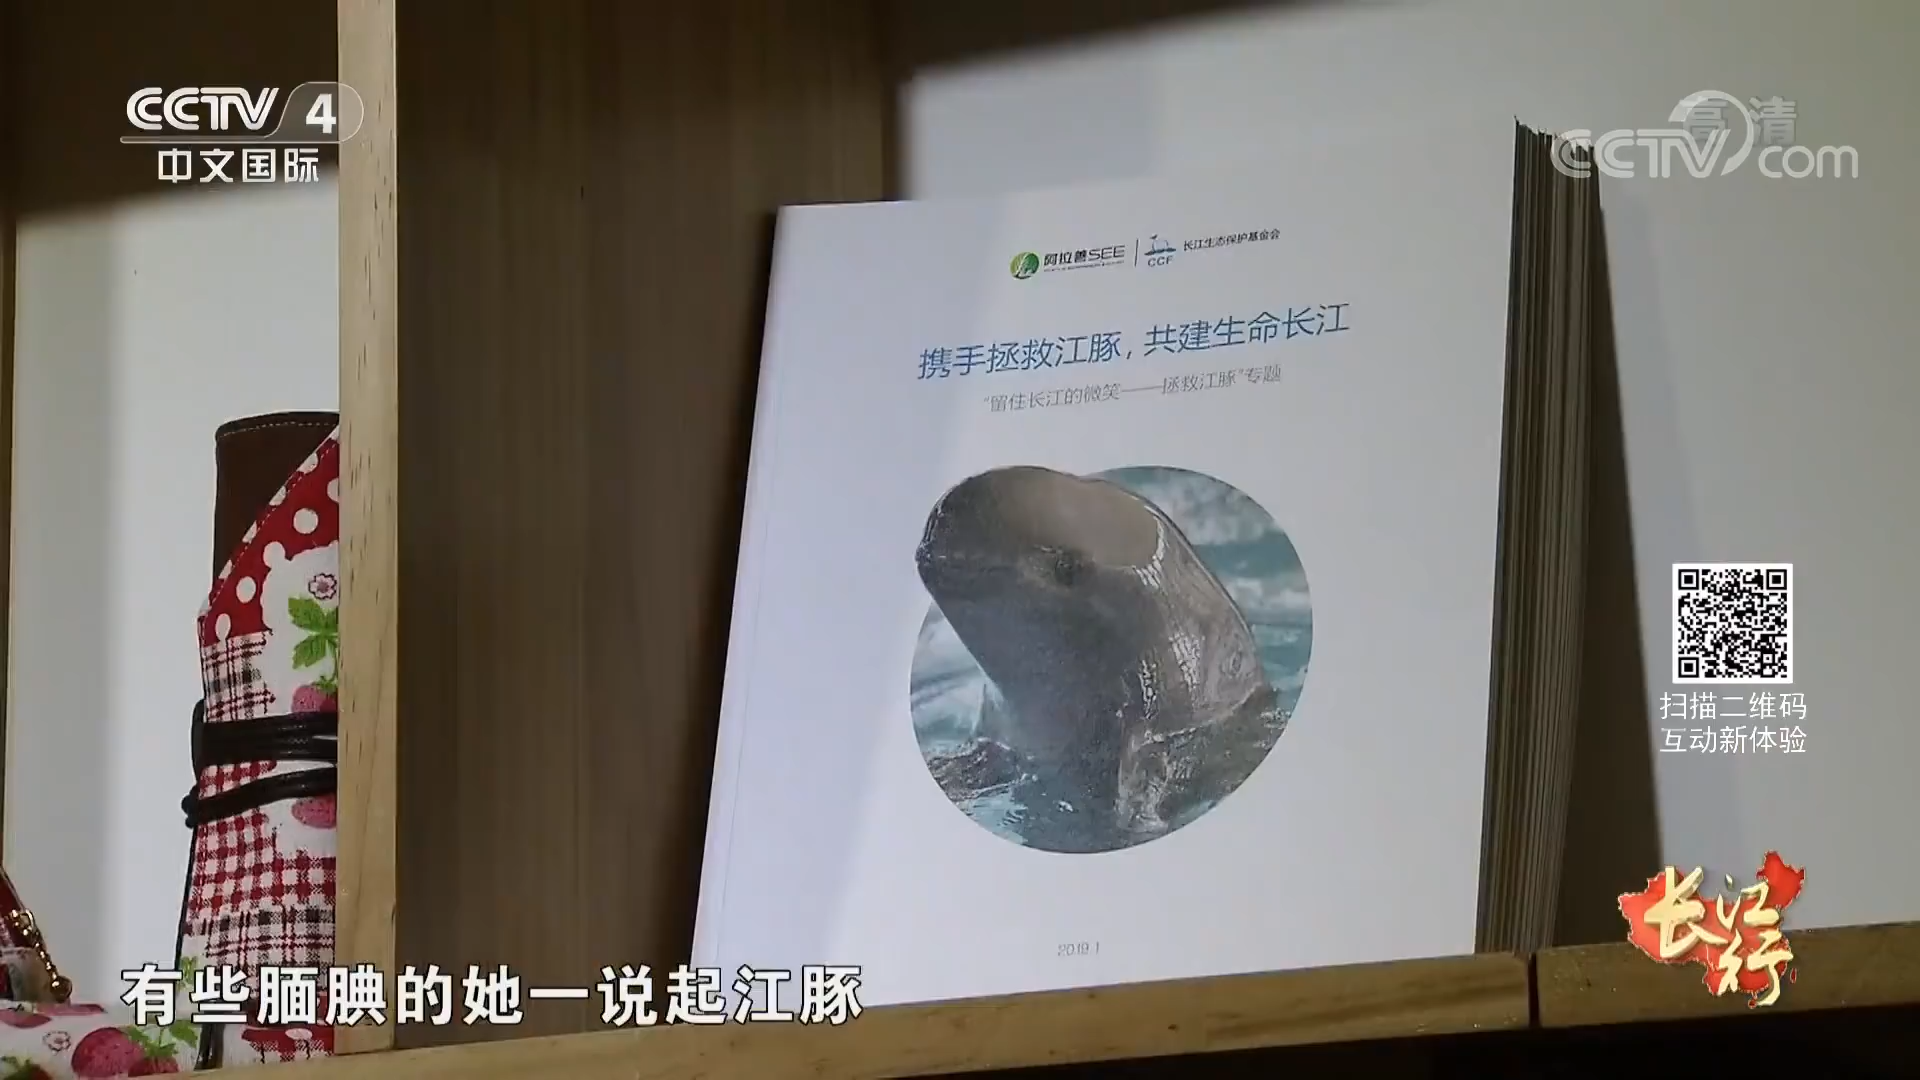 CCTV 4
中文国际
高清
CCTV com
阿拉善SEE
CCF
长江生态保护基金会
携手拯救江豚，共建生命长江
“留住长江的微笑——拯救江豚”专题
2019.1
扫描二维码
互动新体验
长江行
有些腼腆的她一说起江豚